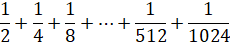 1/2 + 1/4 + 1/8 + ⋯ + 1/512 + 1/1024